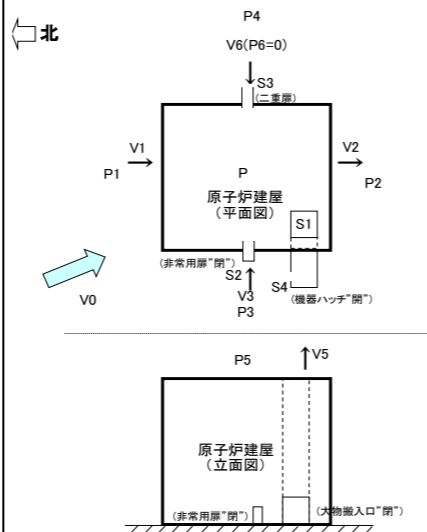 北
P4
V6(P6=0)
S3
(二重扉)
V1
V2
P1
P
P2
原子炉建屋
(平面図)
S1
(非常用扉"閉")
S2
S4
V0
V3
(機器ハッチ"開")
P3
P5
V5
原子炉建屋
(立面図)
(非常用扉"閉")
(大物搬入口"閉")